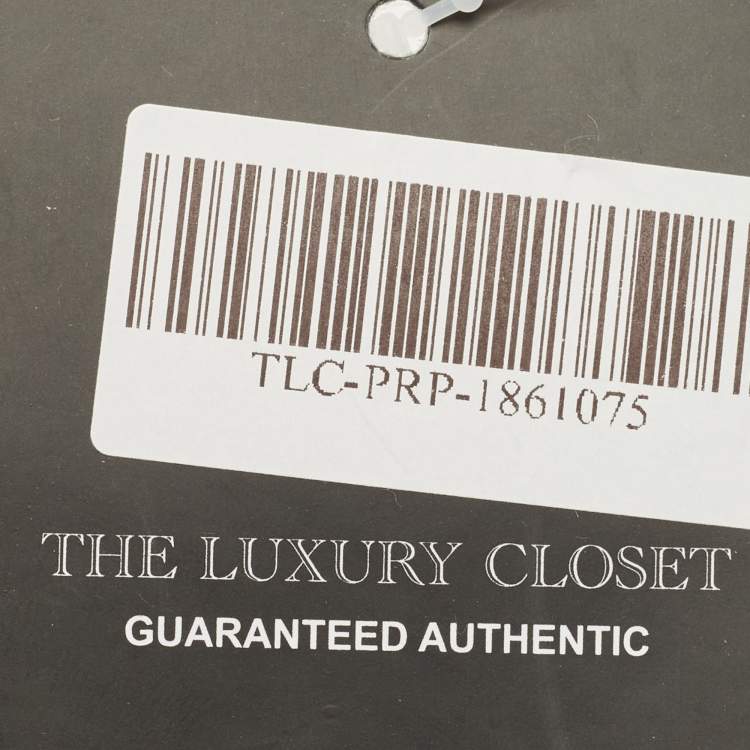 TLC-PRP-1861075
THE LUXURY CLOSET
GUARANTEED AUTHENTIC